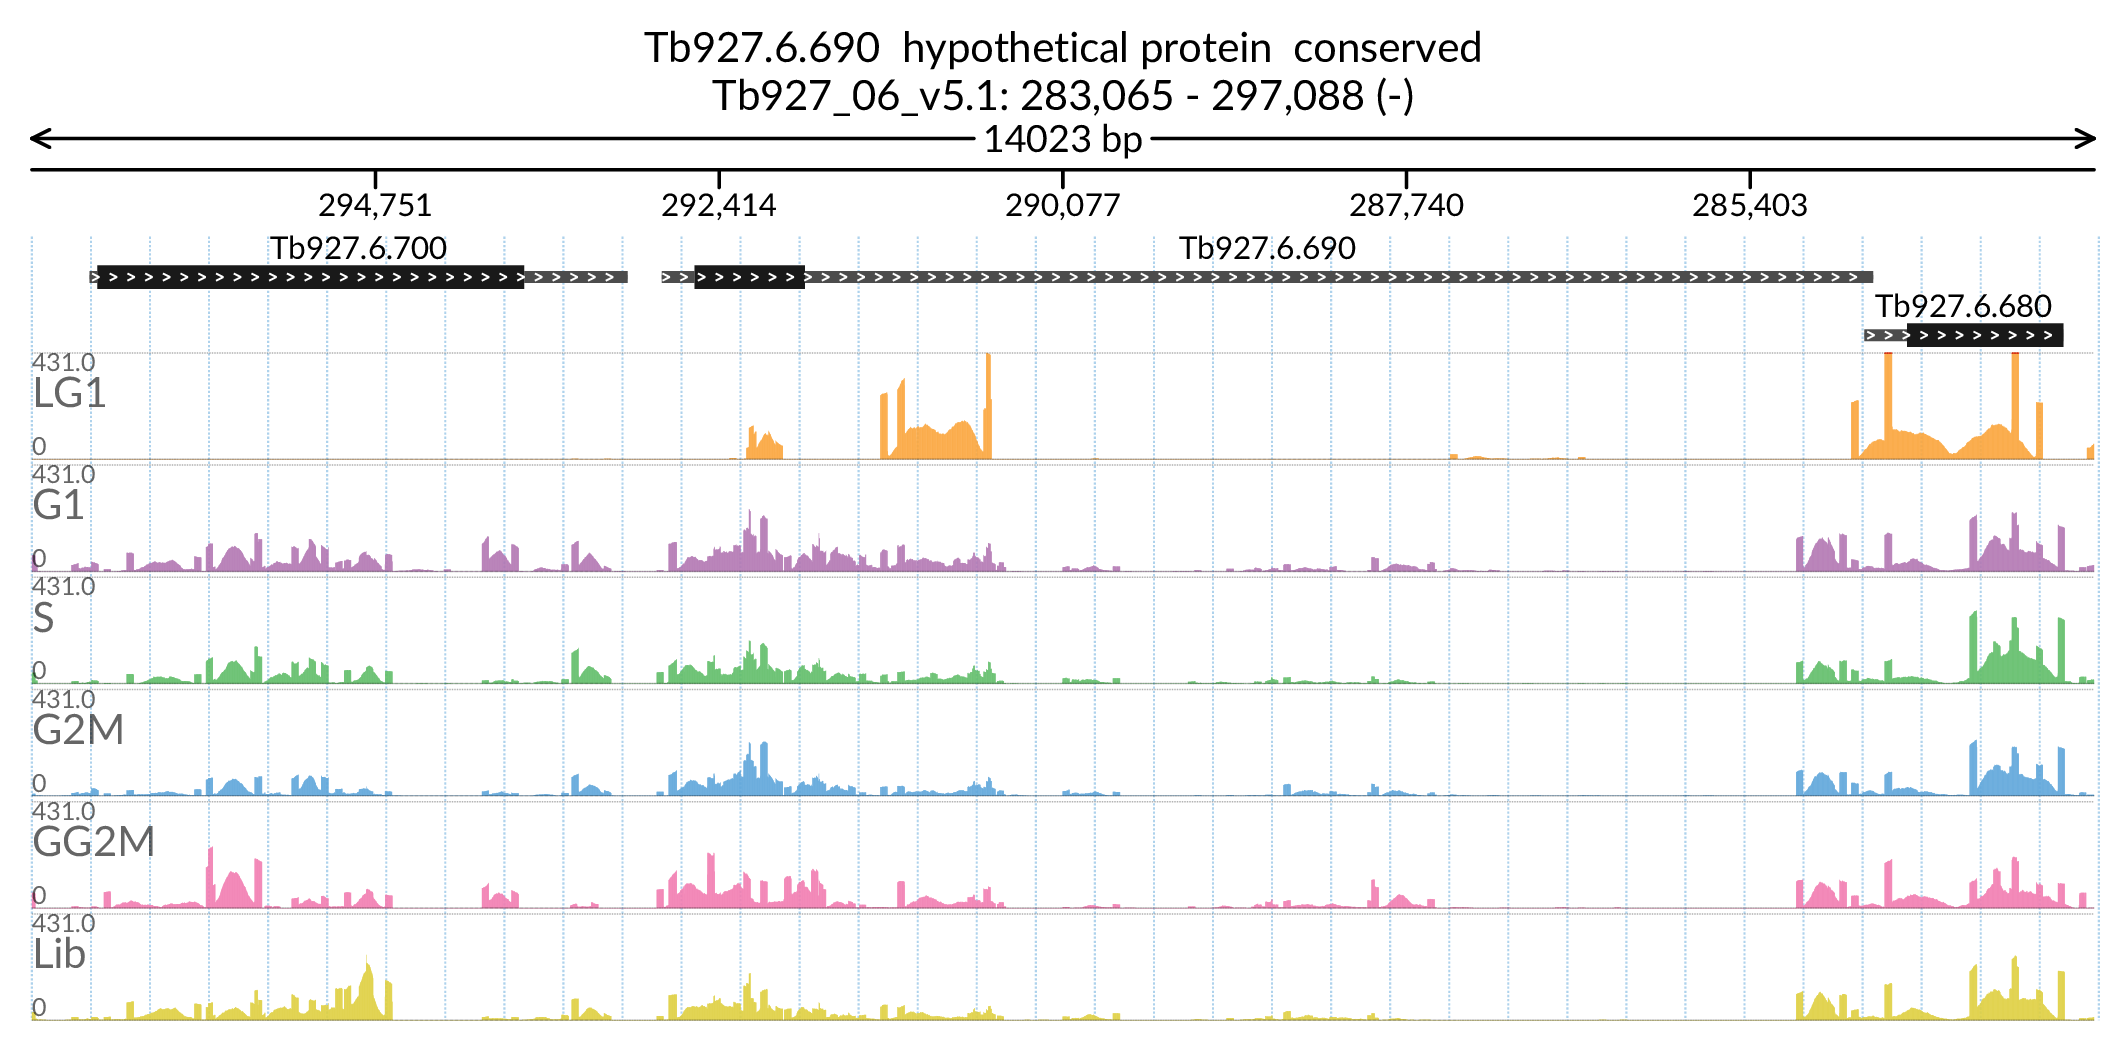 Tb927.6.690  hypothetical protein  conserved
Tb927_06_v5.1: 283,065 - 297,088 (-)
14023 bp
294,751 292,414 290,077 287,740 285,403
Tb927.6.700 Tb927.6.690
Tb927.6.680
431.0
LG1
0
431.0
G1
0
431.0
S
0
431.0
G2M
0
431.0
GG2M
0
431.0
Lib
0